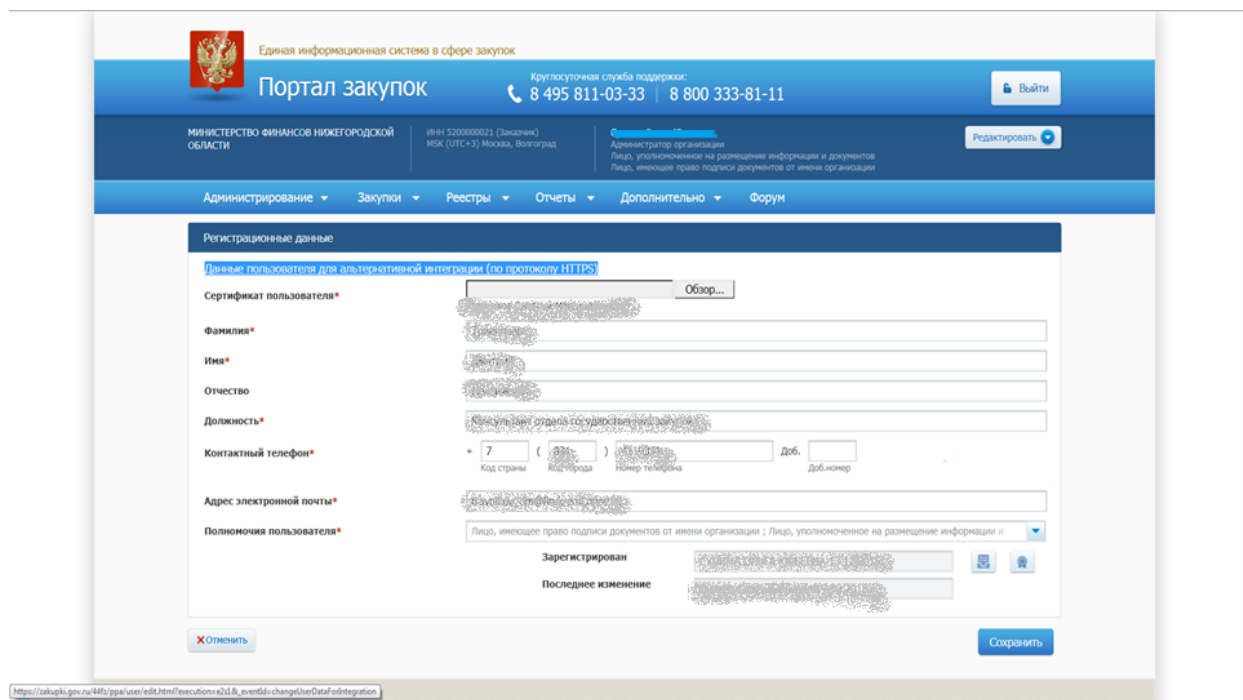 Единая информационная система в сфере закупок
Портал закупок
Круглосуточная служба поддержки:
8 495 811-03-33 | 8 800 333-81-11
Выйти
МИНИСТЕРСТВО ФИНАНСОВ НИЖЕГОРОДСКОЙ ОБЛАСТИ
ИНН 5200000021 (Заказчик)
MSK (UTC+3) Москва, Волгоград
Администратор организации
Лицо, уполномоченное на размещение информации и документов
Лицо, имеющее право подписи документов от имени организации
Редактировать
Администрирование Закупки Реестры Отчеты Дополнительно Форум
Регистрационные данные
Данные пользователя для альтернативной интеграции (по протоколу HTTPS)
Сертификат пользователя*
Обзор...
Фамилия*
Имя*
Отчество
Должность*
Контактный телефон*
+ 7 ( ) Доб.
Код страны Код города Номер телефона Доб.номер
Адрес электронной почты*
Полномочия пользователя*
Лицо, имеющее право подписи документов от имени организации ; Лицо, уполномоченное на размещение информации и
Зарегистрирован
Последнее изменение
Отменить
Сохранить
https://zakupki.gov.ru/44fz/ppa/user/edit.html?execution=e2s1&_eventId=changeUserDataForIntegration